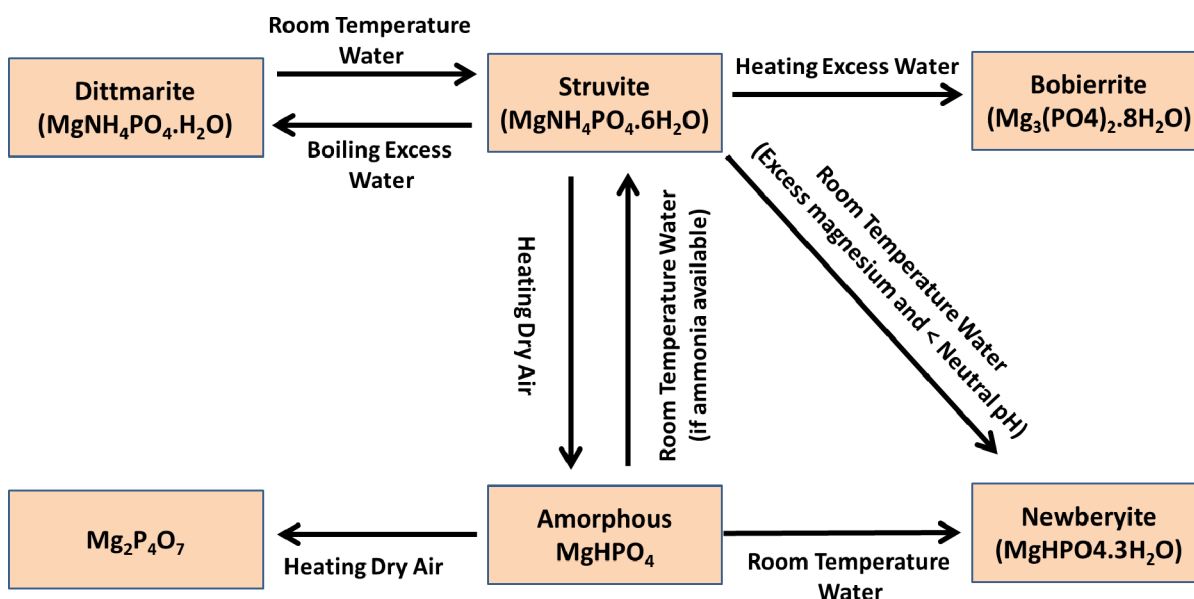 Room Temperature
Water
Dittmarite
(MgNH₄PO₄.H₂O)
Boiling Excess
Water
Struvite
(MgNH₄PO₄.6H₂O)
Heating Excess Water
Bobierrite
(Mg₃(PO4)₂.8H₂O)
Heating Dry Air
Room Temperature Water
(if ammonia available)
Room Temperature Water
(Excess magnesium and < Neutral pH)
Mg₂P₄O₇
Heating Dry Air
Amorphous
MgHPO₄
Room Temperature
Water
Newberyite
(MgHPO4.3H₂O)